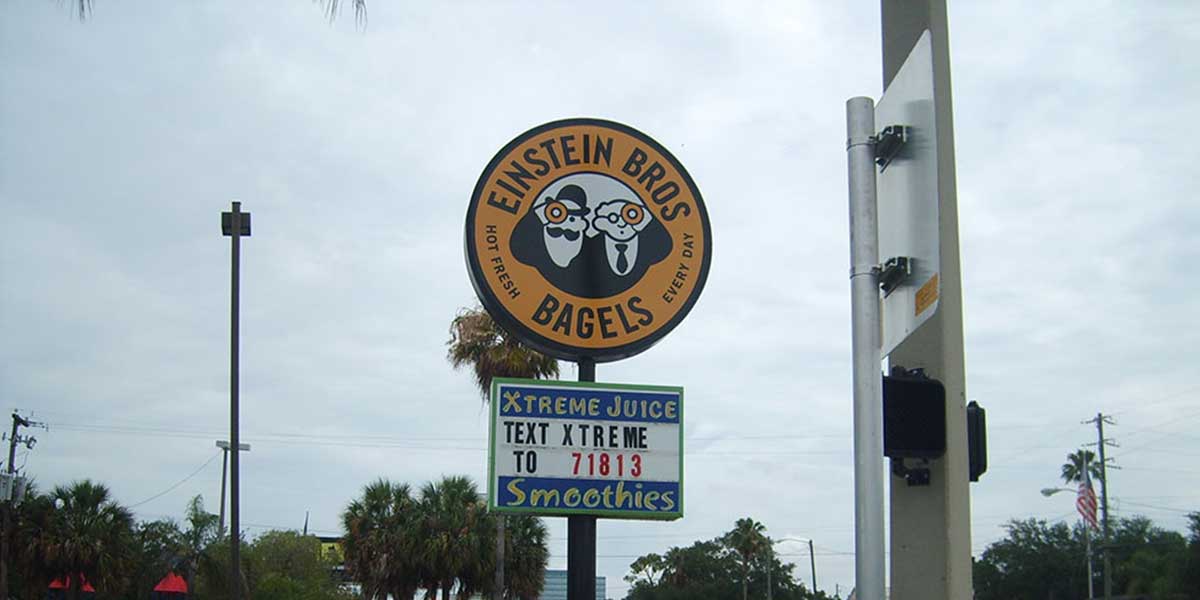 EINSTEIN BROS
HOT FRESH
EVERY DAY
BAGELS
XTREME JUICE
TEXT XTREME
TO 71813
Smoothies